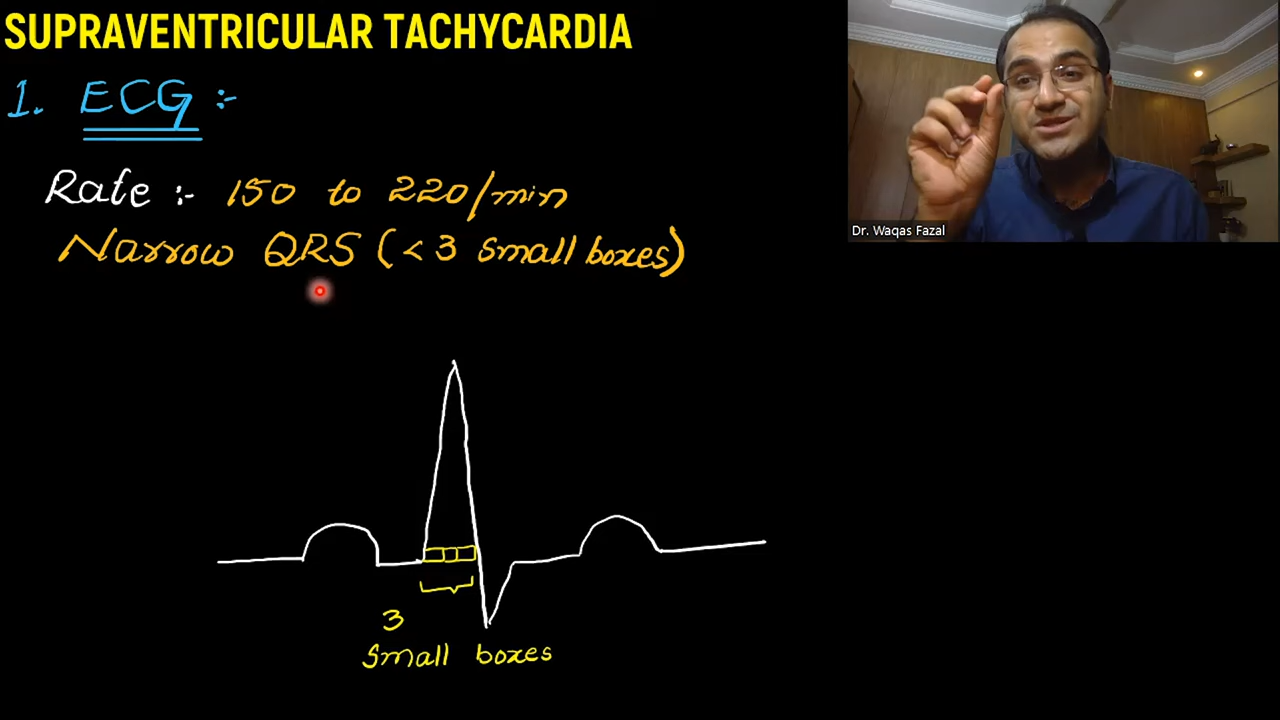 SUPRAVENTRICULAR TACHYCARDIA
1. ECG :-
Rate :- 150 to 220/min
Narrow QRS (< 3 small boxes)
3
small boxes
Dr. Waqas Fazal